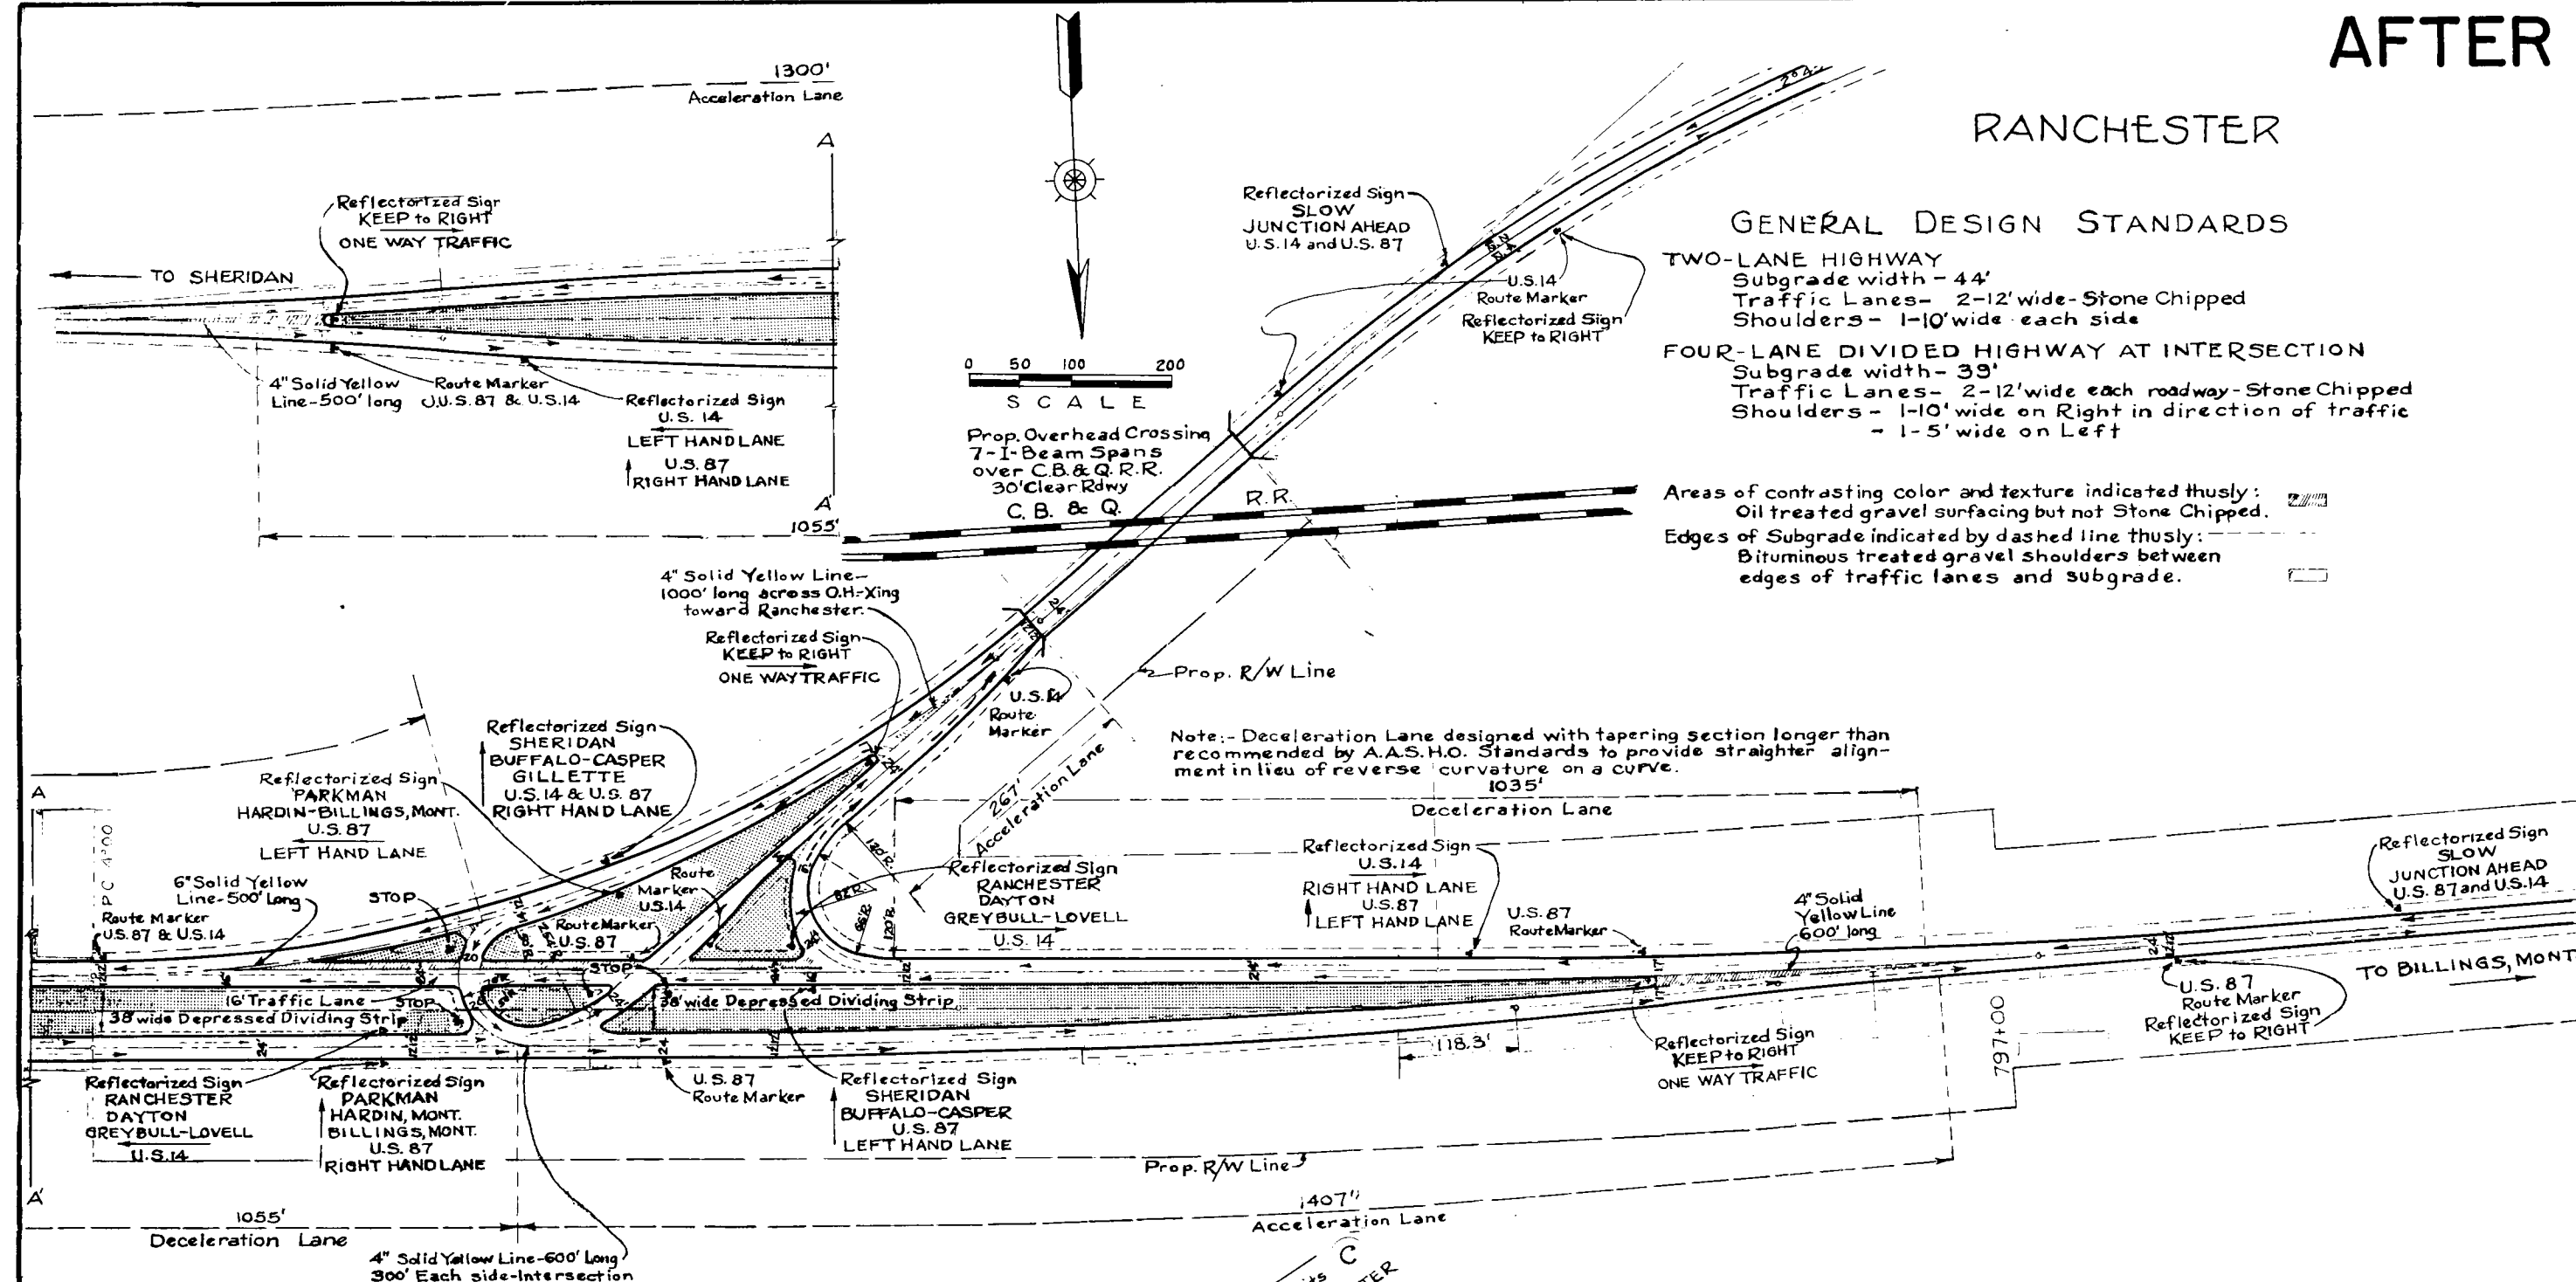 AFTER
RANCHESTER
1300'
Acceleration Lane
A
Reflectorized Sign
KEEP to RIGHT
ONE WAY TRAFFIC
TO SHERIDAN
4" Solid Yellow
Line-500' long
Route Marker
U.U.S. 87 & U.S.14
Reflectorized Sign
U.S. 14
LEFT HAND LANE
U.S. 87
RIGHT HAND LANE
A'
1055'
0 50 100 200
SCALE
Prop. Overhead Crossing
7-I-Beam Spans
over C.B.& Q. R.R.
30' Clear Rdwy
C. B. & Q.
R.R.
Reflectorized Sign
SLOW
JUNCTION AHEAD
U.S.14 and U.S. 87
U.S.14
Route Marker
Reflectorized Sign
KEEP to RIGHT
GENERAL DESIGN STANDARDS
TWO-LANE HIGHWAY
Subgrade width - 44'
Traffic Lanes- 2-12' wide-Stone Chipped
Shoulders - 1-10' wide each side
FOUR-LANE DIVIDED HIGHWAY AT INTERSECTION
Subgrade width - 39'
Traffic Lanes- 2-12' wide each roadway-Stone Chipped
Shoulders - 1-10' wide on Right in direction of traffic
- 1-5' wide on Left
Areas of contrasting color and texture indicated thusly:
Oil treated gravel surfacing but not Stone Chipped.
Edges of Subgrade indicated by dashed line thusly:
Bituminous treated gravel shoulders between
edges of traffic lanes and subgrade.
4" Solid Yellow Line-
1000' long across O.H-Xing
toward Ranchester.
Reflectorized Sign
KEEP to RIGHT
ONE WAY TRAFFIC
24'
Prop. R/W Line
U.S.14
Route
Marker
Note:- Deceleration Lane designed with tapering section longer than
recommended by A.A.S.H.O. Standards to provide straighter align-
ment in lieu of reverse curvature on a curve.
1035'
Deceleration Lane
267'
Acceleration Lane
Reflectorized Sign
SHERIDAN
BUFFALO-CASPER
GILLETTE
U.S.14 & U.S. 87
RIGHT HAND LANE
Reflectorized Sign
PARKMAN
HARDIN-BILLINGS, MONT.
U.S. 87
LEFT HAND LANE
A
PC 4°00
6" Solid Yellow
Line-500' Long
STOP
Route Marker
U.S. 87 & U.S.14
Route
Marker
U.S.14
Route Marker
U.S. 87
STOP
120' R.
120' R.
Reflectorized Sign
RANCHESTER
DAYTON
GREYBULL-LOVELL
U.S. 14
Reflectorized Sign
U.S.14
RIGHT HAND LANE
U.S. 87
LEFT HAND LANE
U.S. 87
Route Marker
4" Solid
Yellow Line
600' long
Reflectorized Sign
SLOW
JUNCTION AHEAD
U.S. 87 and U.S.14
16' Traffic Lane
STOP
38' wide Depressed Dividing Strip
38' wide Depressed Dividing Strip
TO BILLINGS, MONT
U.S. 87
Route Marker
Reflectorized Sign
KEEP to RIGHT
797+00
118.3'
Reflectorized Sign
KEEP to RIGHT
ONE WAY TRAFFIC
Reflectorized Sign
RANCHESTER
DAYTON
GREYBULL-LOVELL
U.S.14
Reflectorized Sign
PARKMAN
HARDIN, MONT.
BILLINGS, MONT.
U.S. 87
RIGHT HAND LANE
U.S. 87
Route Marker
Reflectorized Sign
SHERIDAN
BUFFALO-CASPER
U.S. 87
LEFT HAND LANE
Prop. R/W Line
A'
1055'
Deceleration Lane
1407'
Acceleration Lane
4" Solid Yellow Line-600' Long
300' Each side-Intersection
C